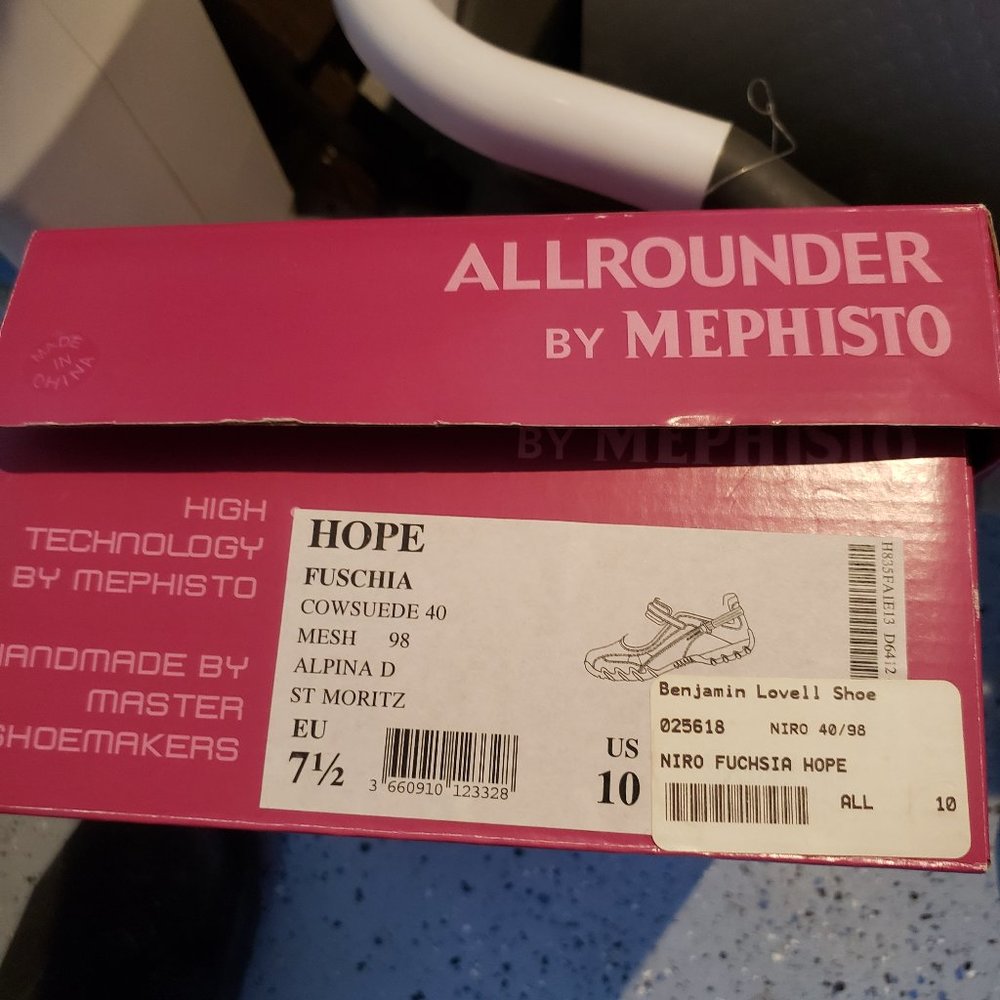 ALLROUNDER
BY MEPHISTO
MADE
IN
CHINA
BY MEPHISTO
HIGH
TECHNOLOGY
BY MEPHISTO
HANDMADE BY
MASTER
SHOEMAKERS
HOPE
FUSCHIA
COWSUEDE 40
MESH 98
ALPINA D
ST MORITZ
EU
7½
3 660910 123328
US
10
H835FAIE13 D6412
Benjamin Lovell Shoe
025618 NIRO 40/98
NIRO FUCHSIA HOPE
ALL 10